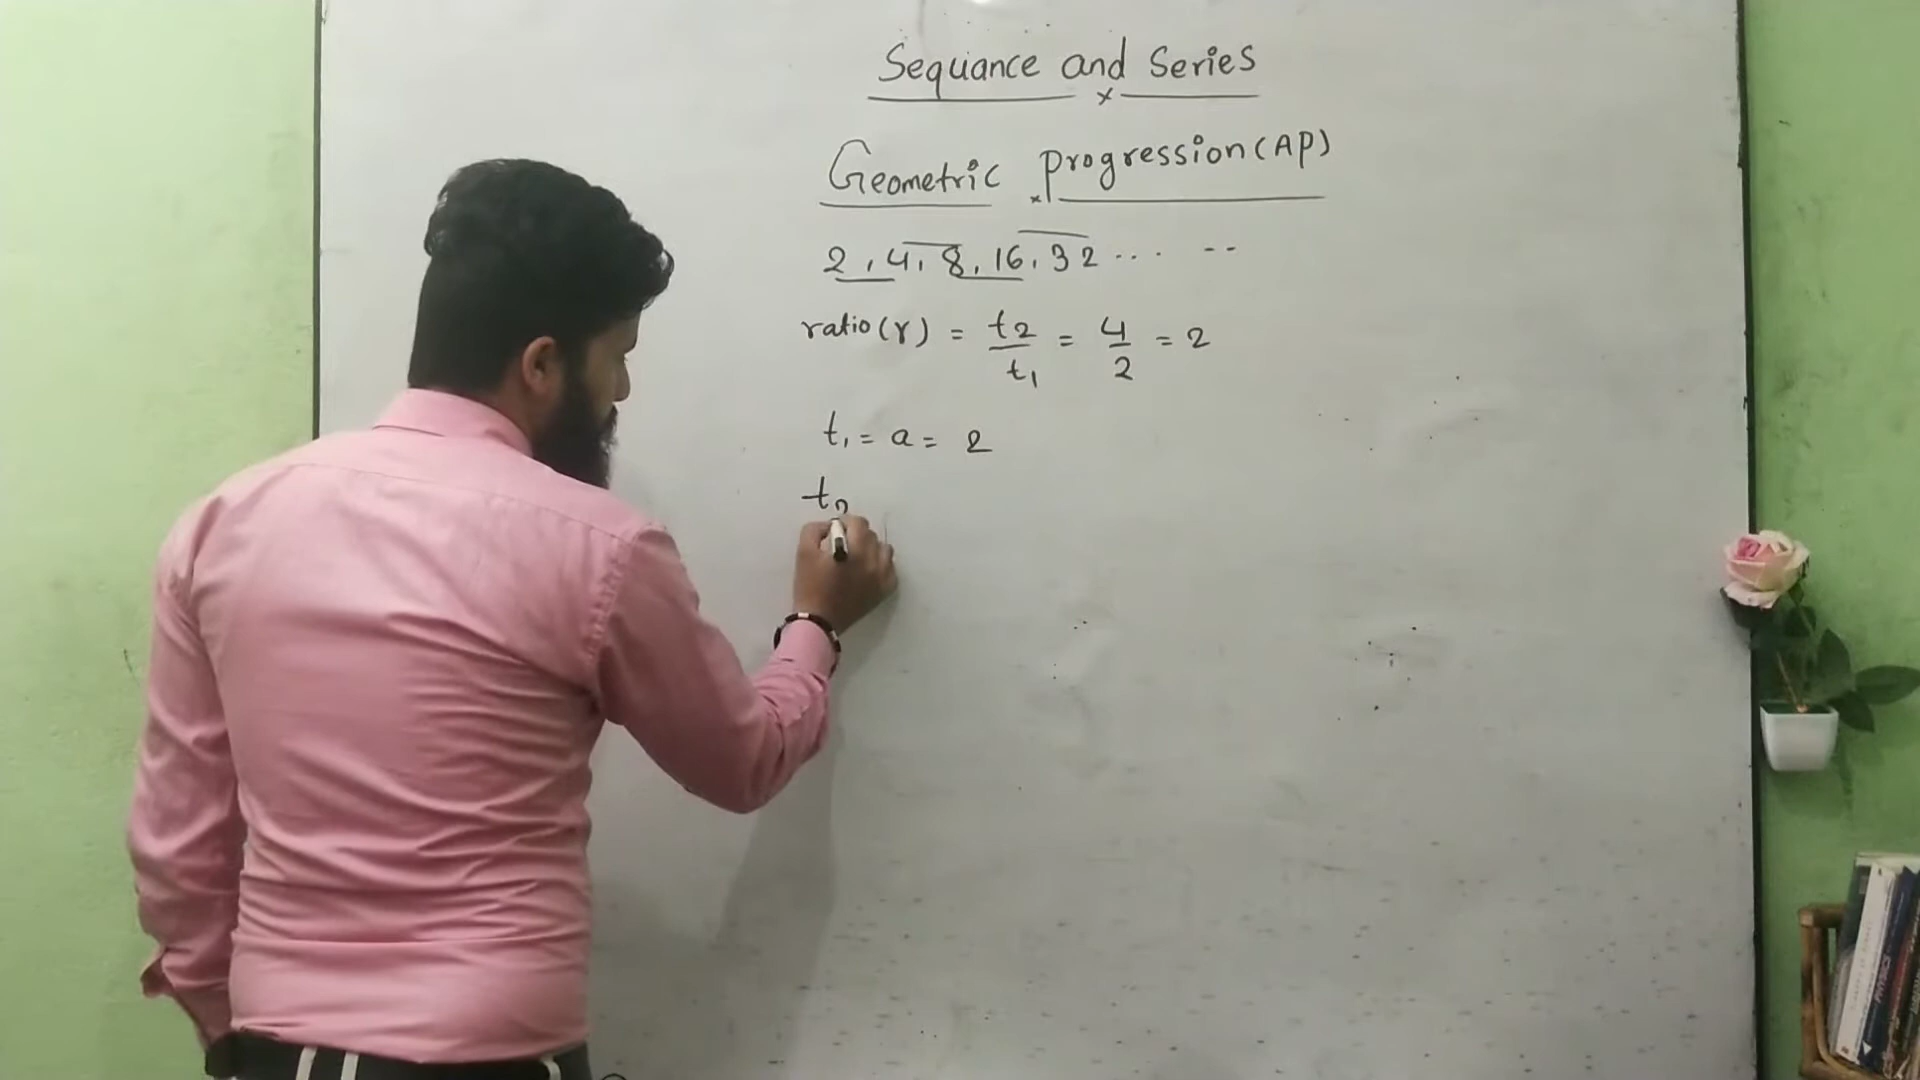 Sequance and Series
Geometric progression (AP)
2, 4, 8, 16, 32 .... --
ratio (r) = t2/t1 = 4/2 = 2
t1 = a = 2
t2
PHYSICS